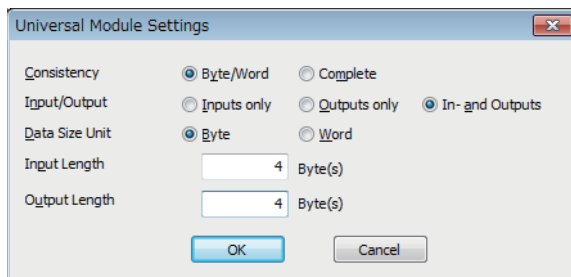 Universal Module Settings
Consistency Byte/Word Complete
Input/Output Inputs only Outputs only In- and Outputs
Data Size Unit Byte Word
Input Length 4 Byte(s)
Output Length 4 Byte(s)
OK Cancel